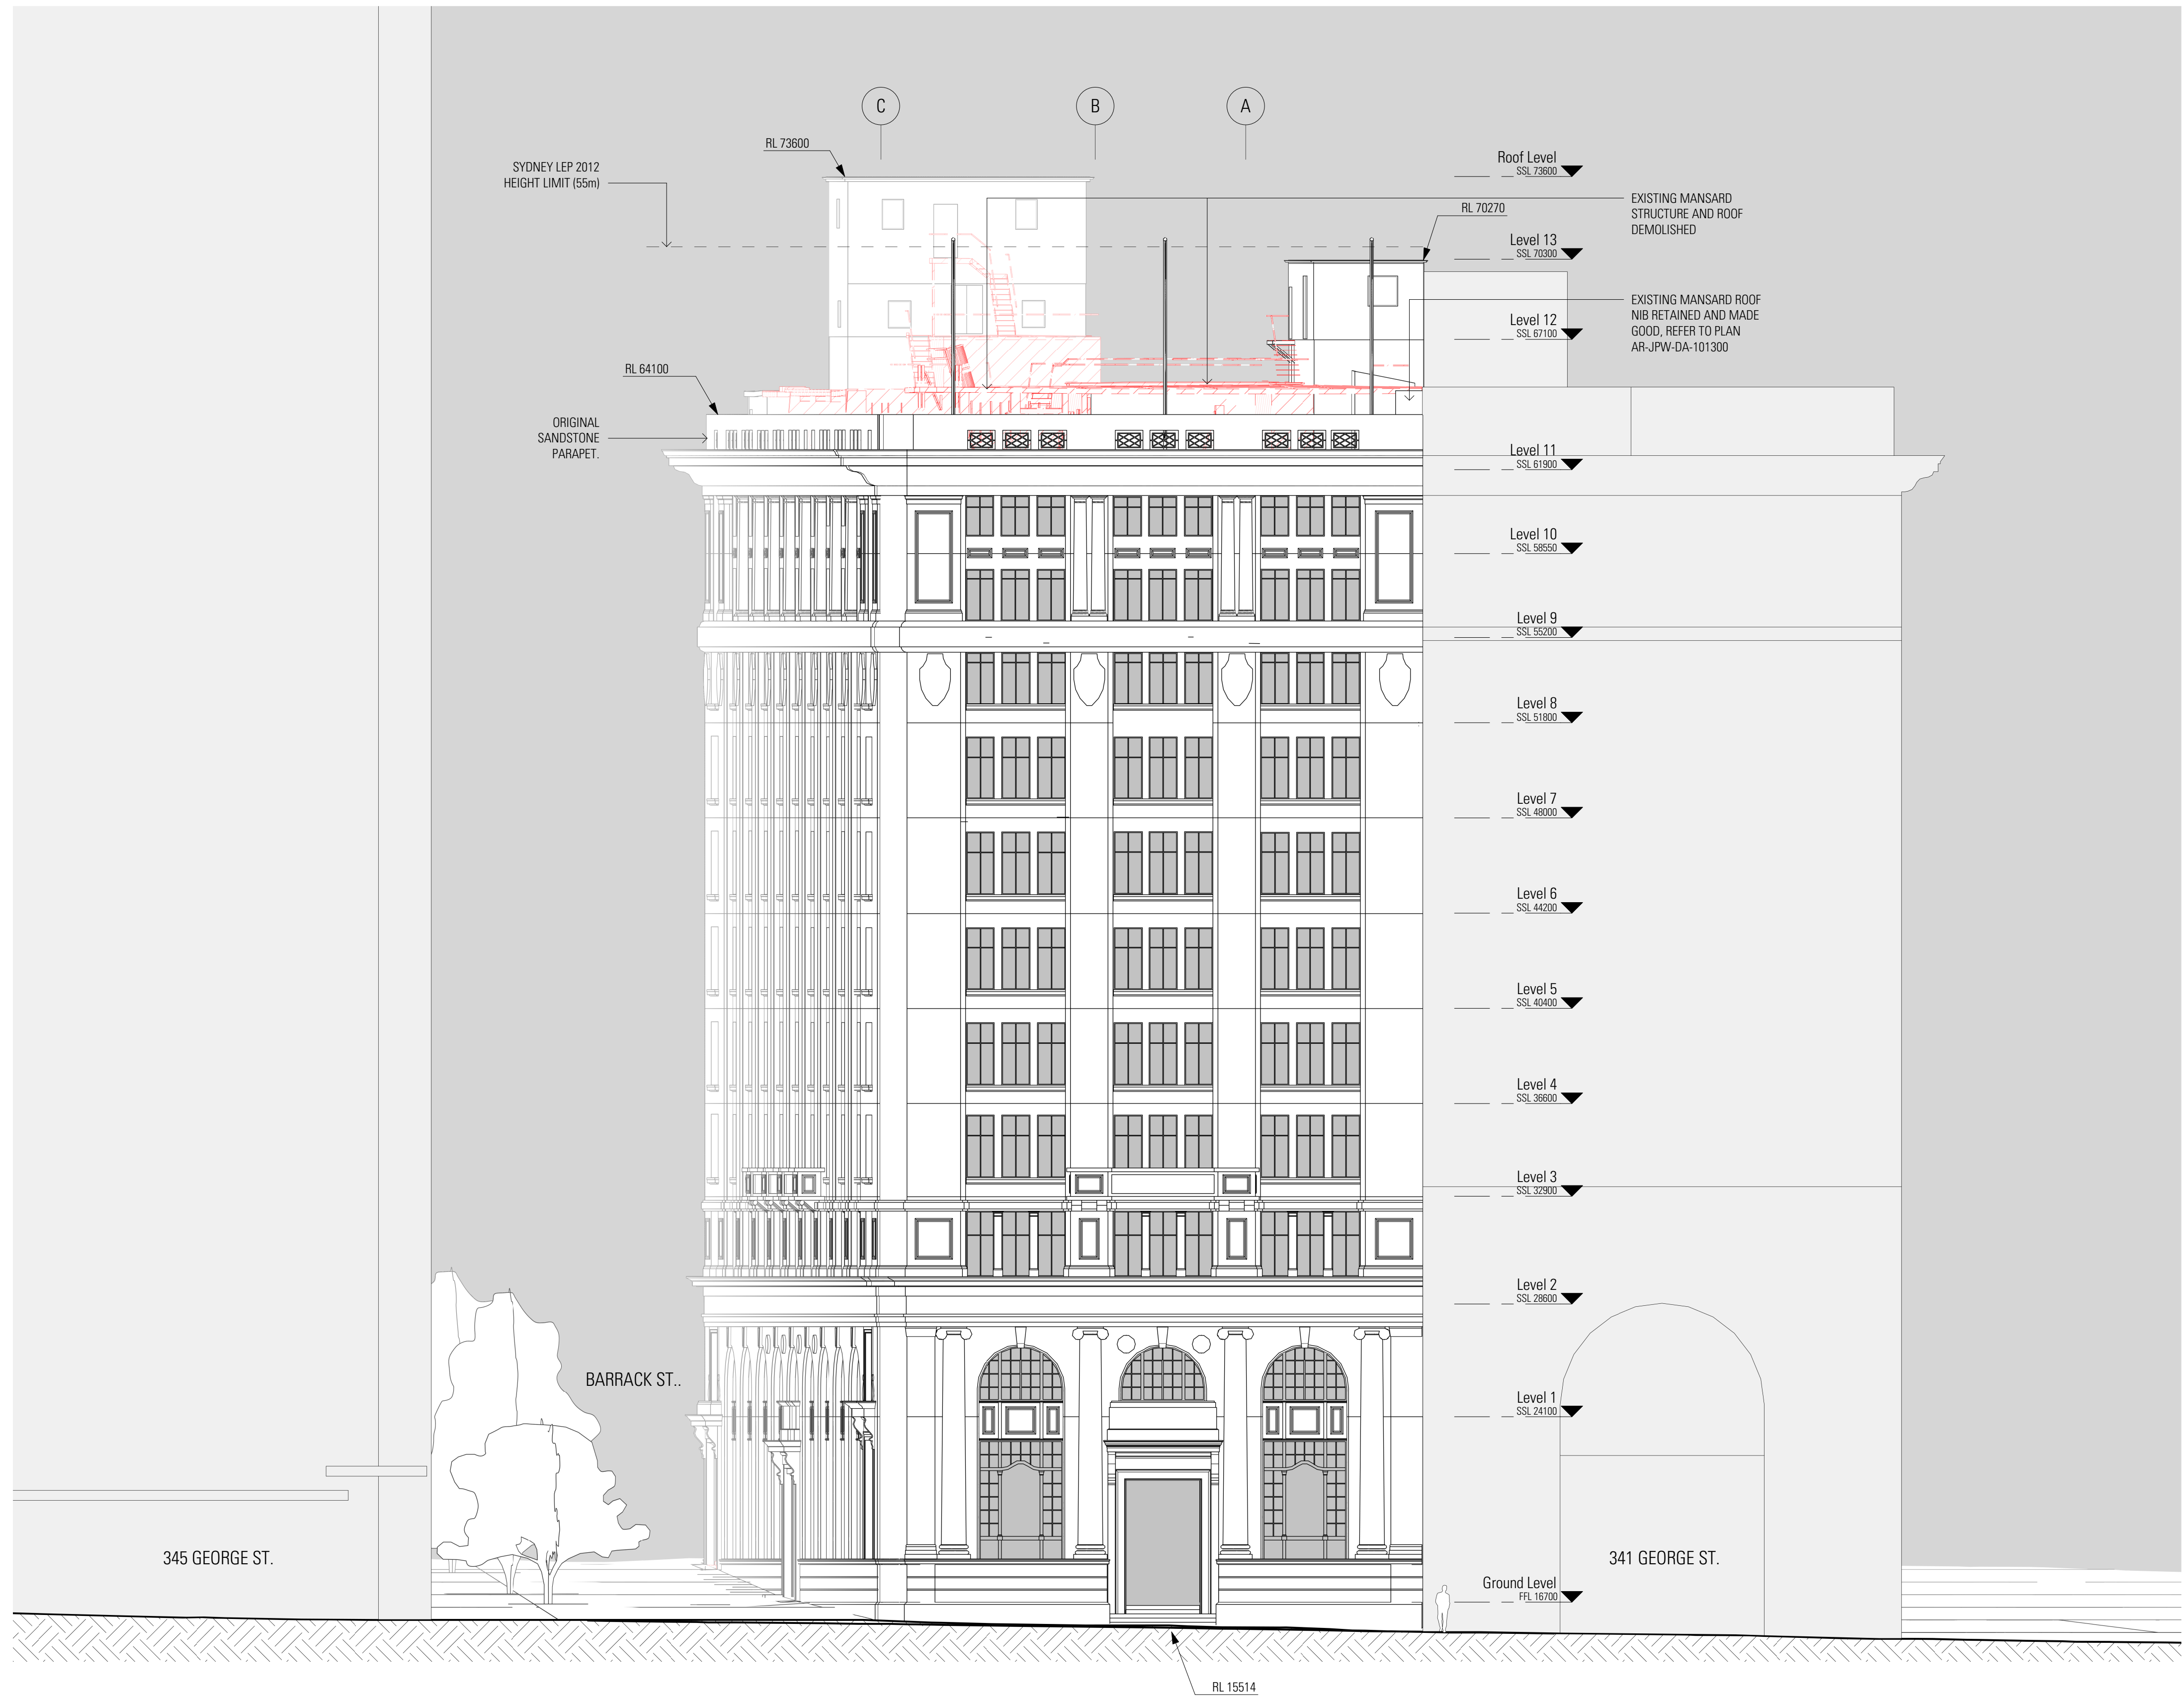 C
B
A
RL 73600
SYDNEY LEP 2012
HEIGHT LIMIT (55m)
Roof Level
SSL 73600
EXISTING MANSARD
STRUCTURE AND ROOF
DEMOLISHED
RL 70270
Level 13
SSL 70300
EXISTING MANSARD ROOF
NIB RETAINED AND MADE
GOOD, REFER TO PLAN
AR-JPW-DA-101300
Level 12
SSL 67100
RL 64100
ORIGINAL
SANDSTONE
PARAPET.
Level 11
SSL 61900
Level 10
SSL 58550
Level 9
SSL 55200
Level 8
SSL 51800
Level 7
SSL 48000
Level 6
SSL 44200
Level 5
SSL 40400
Level 4
SSL 36600
Level 3
SSL 32900
Level 2
SSL 28600
BARRACK ST..
Level 1
SSL 24100
345 GEORGE ST.
341 GEORGE ST.
Ground Level
FFL 16700
RL 15514